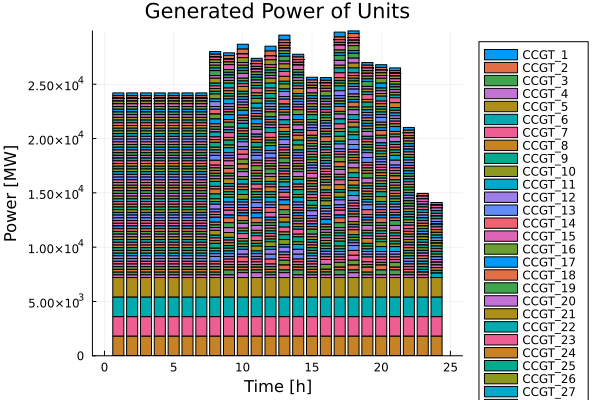 Generated Power of Units
Power [MW]
2.50×10⁴
2.00×10⁴
1.50×10⁴
1.00×10⁴
5.00×10³
0
0 5 10 15 20 25
Time [h]
CCGT_1
CCGT_2
CCGT_3
CCGT_4
CCGT_5
CCGT_6
CCGT_7
CCGT_8
CCGT_9
CCGT_10
CCGT_11
CCGT_12
CCGT_13
CCGT_14
CCGT_15
CCGT_16
CCGT_17
CCGT_18
CCGT_19
CCGT_20
CCGT_21
CCGT_22
CCGT_23
CCGT_24
CCGT_25
CCGT_26
CCGT_27